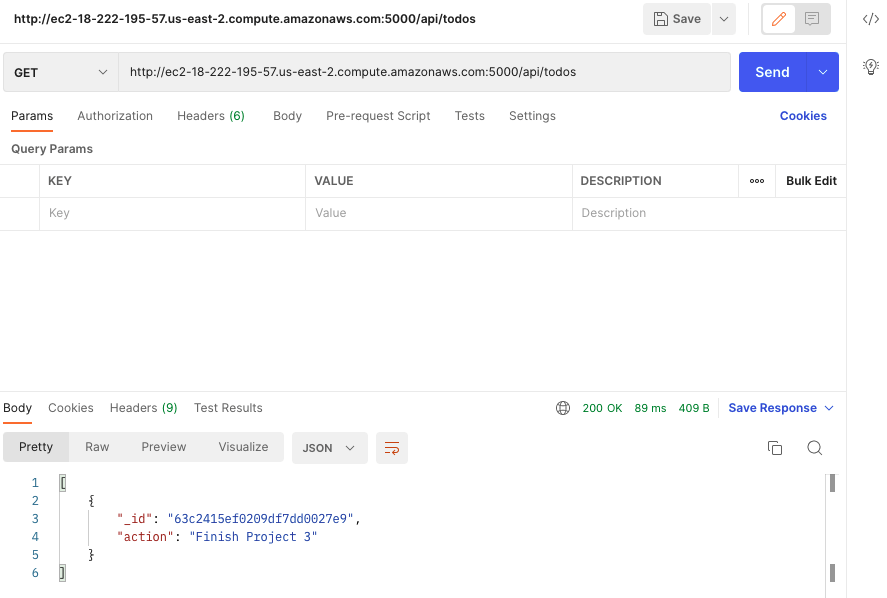 http://ec2-18-222-195-57.us-east-2.compute.amazonaws.com:5000/api/todos
Save
GET
http://ec2-18-222-195-57.us-east-2.compute.amazonaws.com:5000/api/todos
Send
Params Authorization Headers (6) Body Pre-request Script Tests Settings Cookies
Query Params
KEY VALUE DESCRIPTION Bulk Edit
Key Value Description
Body Cookies Headers (9) Test Results 200 OK 89 ms 409 B Save Response
Pretty Raw Preview Visualize JSON
1 [
2 {
3 "_id": "63c2415ef0209df7dd0027e9",
4 "action": "Finish Project 3"
5 }
6 ]